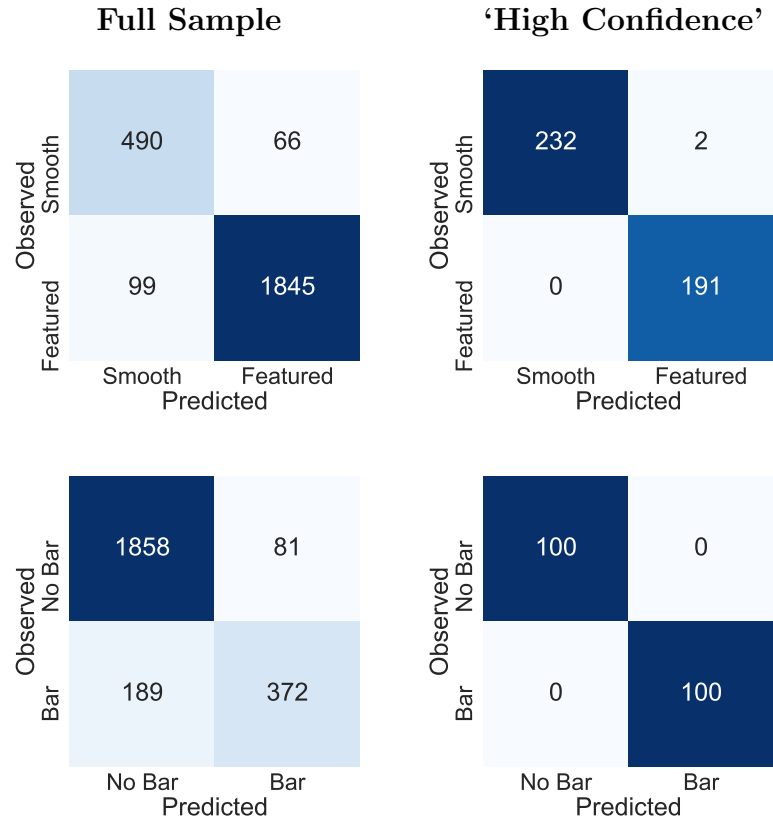 Full Sample
‘High Confidence’
Observed
Smooth
Featured
490 66
99 1845
Smooth Featured
Predicted
Observed
Smooth
Featured
232 2
0 191
Smooth Featured
Predicted
Observed
No Bar
Bar
1858 81
189 372
No Bar Bar
Predicted
Observed
No Bar
Bar
100 0
0 100
No Bar Bar
Predicted